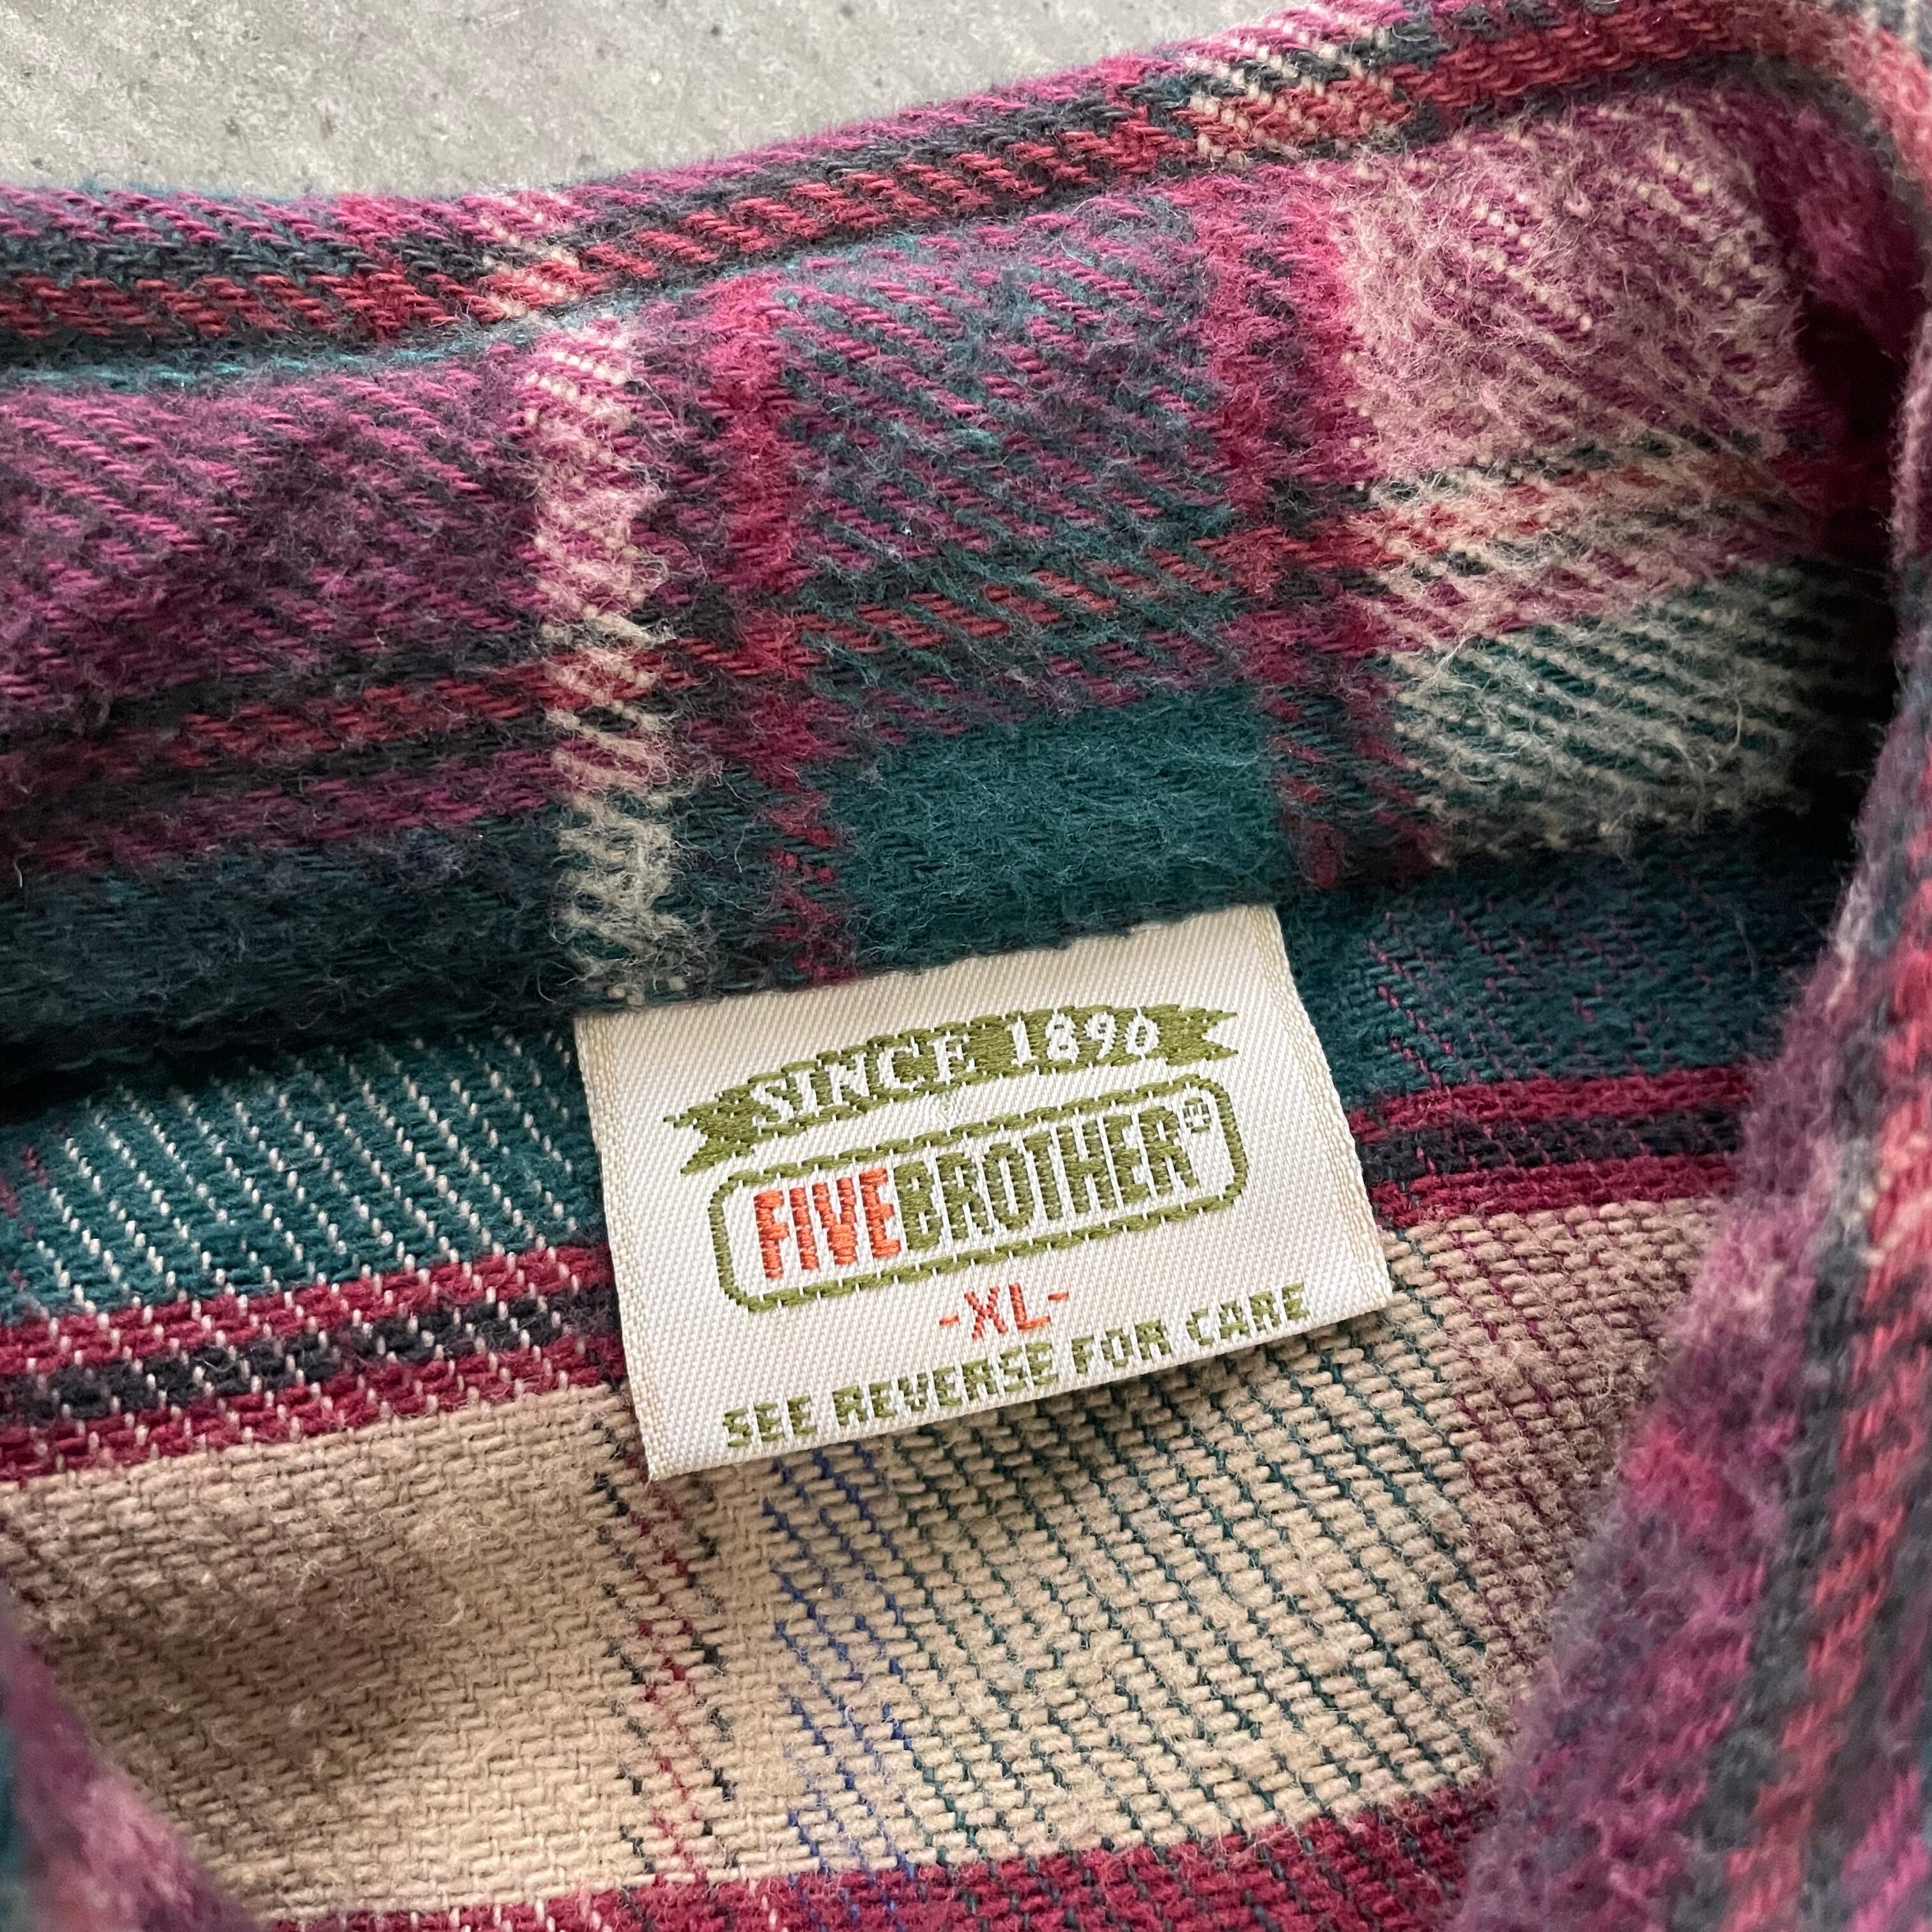 SINCE 1890
FIVEBROTHER®
-XL-
SEE REVERSE FOR CARE